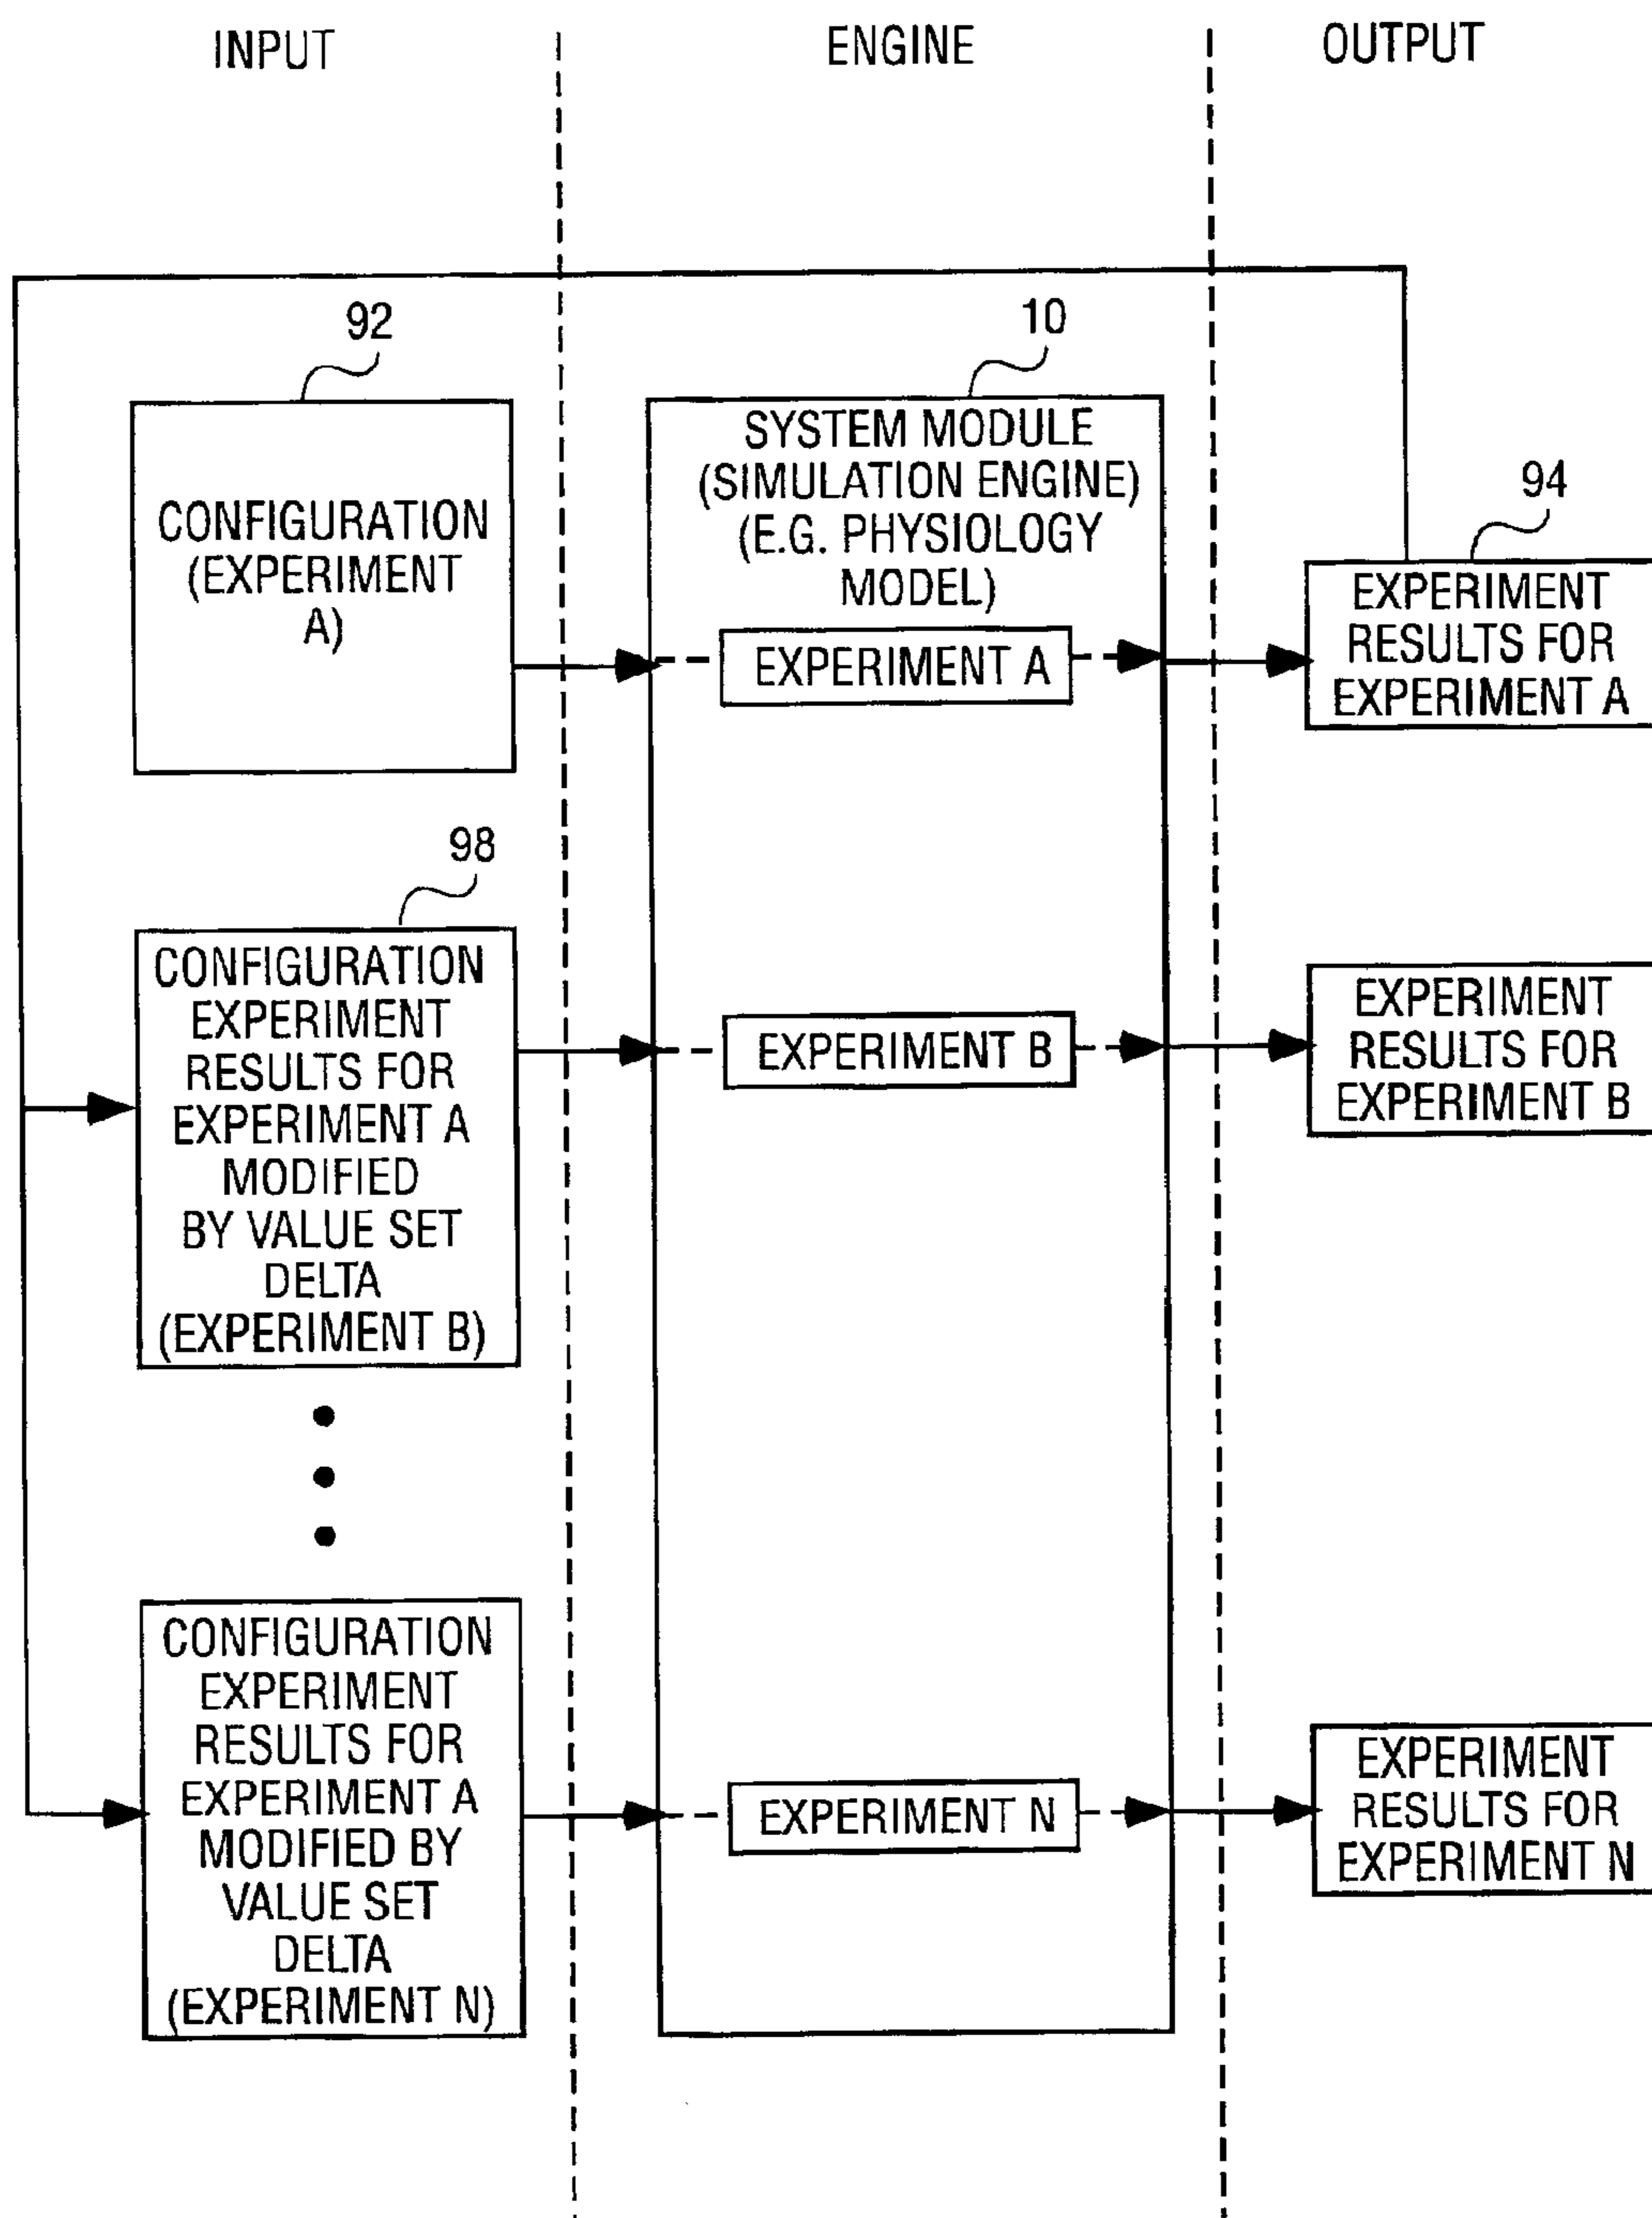 INPUT
ENGINE
OUTPUT
92
CONFIGURATION
(EXPERIMENT
A)
10
SYSTEM MODULE
(SIMULATION ENGINE)
(E.G. PHYSIOLOGY
MODEL)
EXPERIMENT A
94
EXPERIMENT
RESULTS FOR
EXPERIMENT A
98
CONFIGURATION
EXPERIMENT
RESULTS FOR
EXPERIMENT A
MODIFIED
BY VALUE SET
DELTA
(EXPERIMENT B)
EXPERIMENT B
EXPERIMENT
RESULTS FOR
EXPERIMENT B
CONFIGURATION
EXPERIMENT
RESULTS FOR
EXPERIMENT A
MODIFIED BY
VALUE SET
DELTA
(EXPERIMENT N)
EXPERIMENT N
EXPERIMENT
RESULTS FOR
EXPERIMENT N